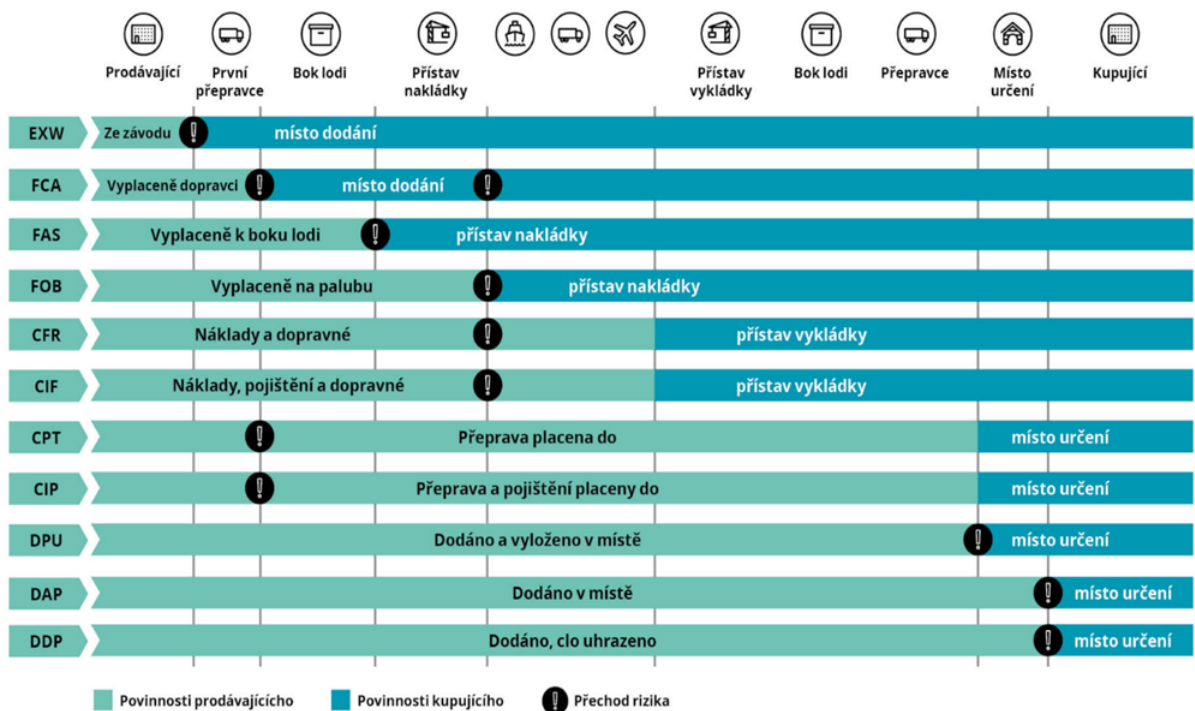 Prodávající
První
přepravce
Bok lodi
Přístav
nakládky
Přístav
vykládky
Bok lodi
Přepravce
Místo
určení
Kupující
EXW Ze závodu ! místo dodání
FCA Vyplaceně dopravci ! místo dodání !
FAS Vyplaceně k boku lodi ! přístav nakládky
FOB Vyplaceně na palubu ! přístav nakládky
CFR Náklady a dopravné ! přístav vykládky
CIF Náklady, pojištění a dopravné ! přístav vykládky
CPT ! Přeprava placena do místo určení
CIP ! Přeprava a pojištění placeny do místo určení
DPU Dodáno a vyloženo v místě ! místo určení
DAP Dodáno v místě ! místo určení
DDP Dodáno, clo uhrazeno ! místo určení
Povinnosti prodávajícícho Povinnosti kupujícího ! Přechod rizika